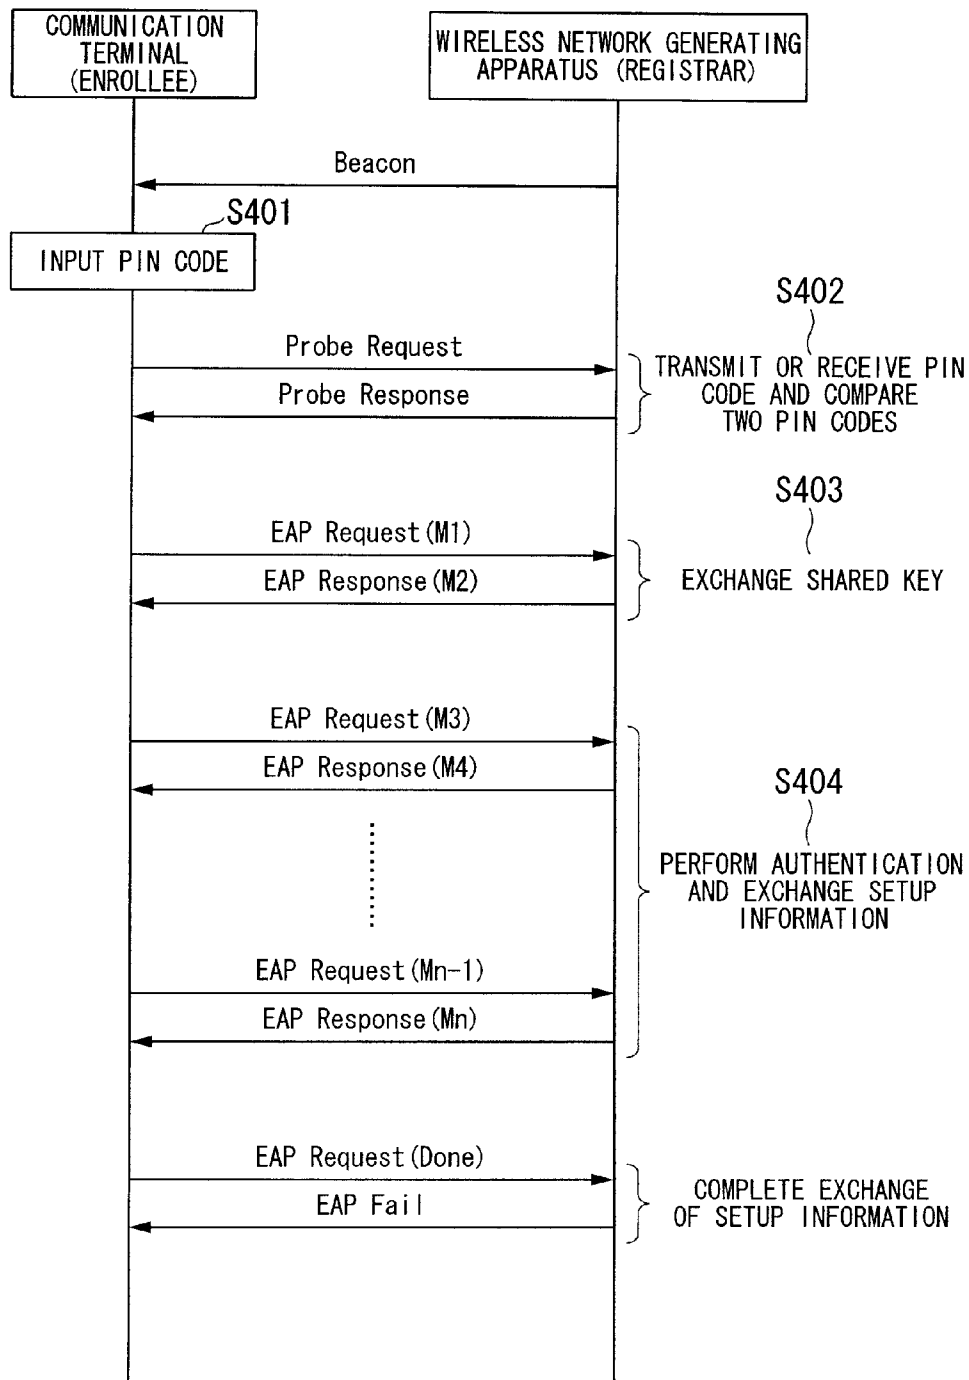 COMMUNICATION
TERMINAL
(ENROLLEE)
WIRELESS NETWORK GENERATING
APPARATUS (REGISTRAR)
Beacon
S401
INPUT PIN CODE
S402
Probe Request
TRANSMIT OR RECEIVE PIN
CODE AND COMPARE
TWO PIN CODES
Probe Response
S403
EAP Request(M1)
EAP Response(M2)
EXCHANGE SHARED KEY
EAP Request(M3)
EAP Response(M4)
S404
PERFORM AUTHENTICATION
AND EXCHANGE SETUP
INFORMATION
EAP Request(Mn-1)
EAP Response(Mn)
EAP Request(Done)
EAP Fail
COMPLETE EXCHANGE
OF SETUP INFORMATION